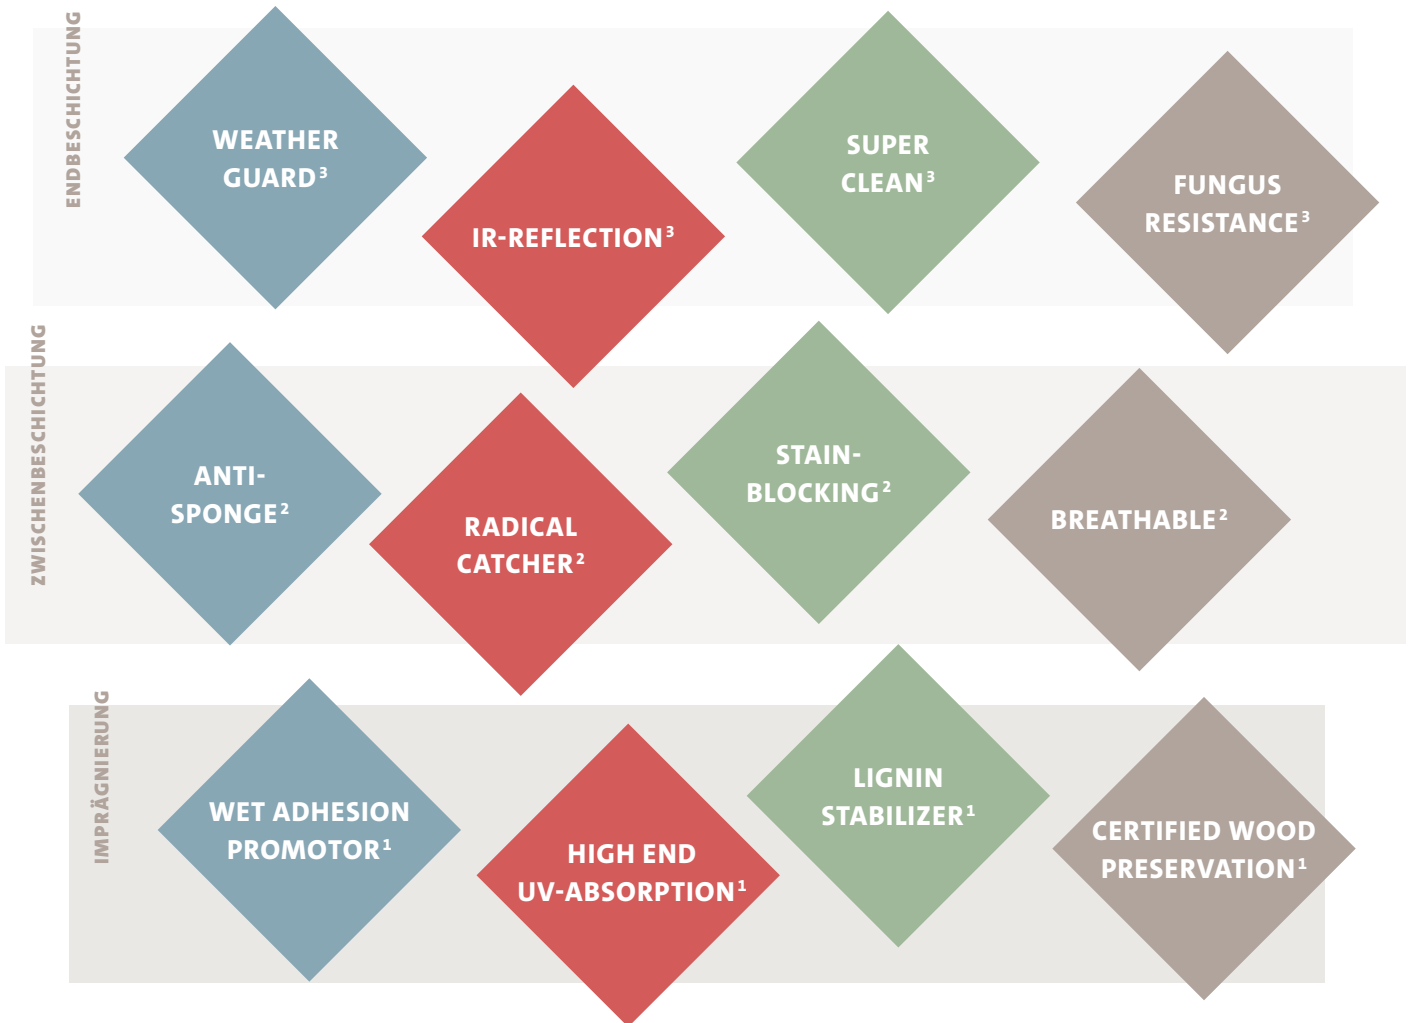 ENDBESCHICHTUNG
WEATHER
GUARD³
IR-REFLECTION³
SUPER
CLEAN³
FUNGUS
RESISTANCE³
ZWISCHENBESCHICHTUNG
ANTI-
SPONGE²
RADICAL
CATCHER²
STAIN-
BLOCKING²
BREATHABLE²
IMPRÄGNIERUNG
WET ADHESION
PROMOTOR¹
HIGH END
UV-ABSORPTION¹
LIGNIN
STABILIZER¹
CERTIFIED WOOD
PRESERVATION¹